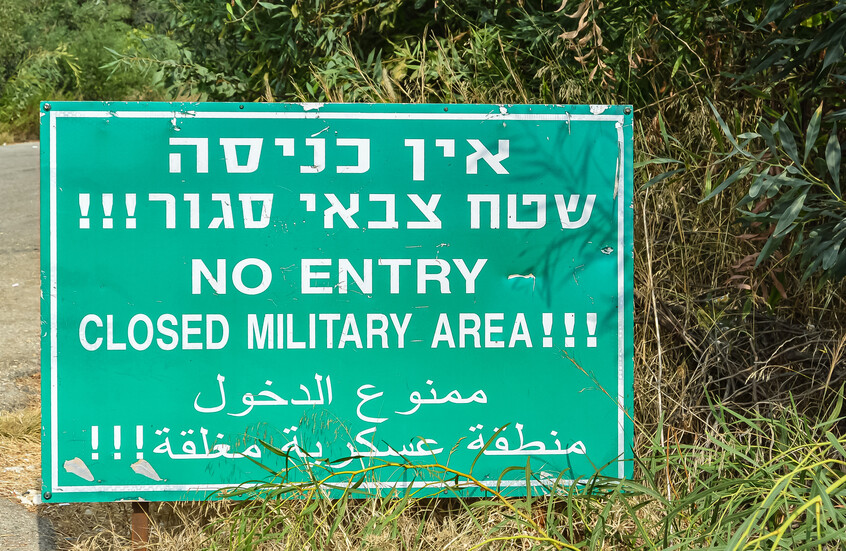 אין כניסה
שטח צבאי סגור!!!
NO ENTRY
CLOSED MILITARY AREA!!!
ممنوع الدخول
منطقة عسكرية مغلقة!!!